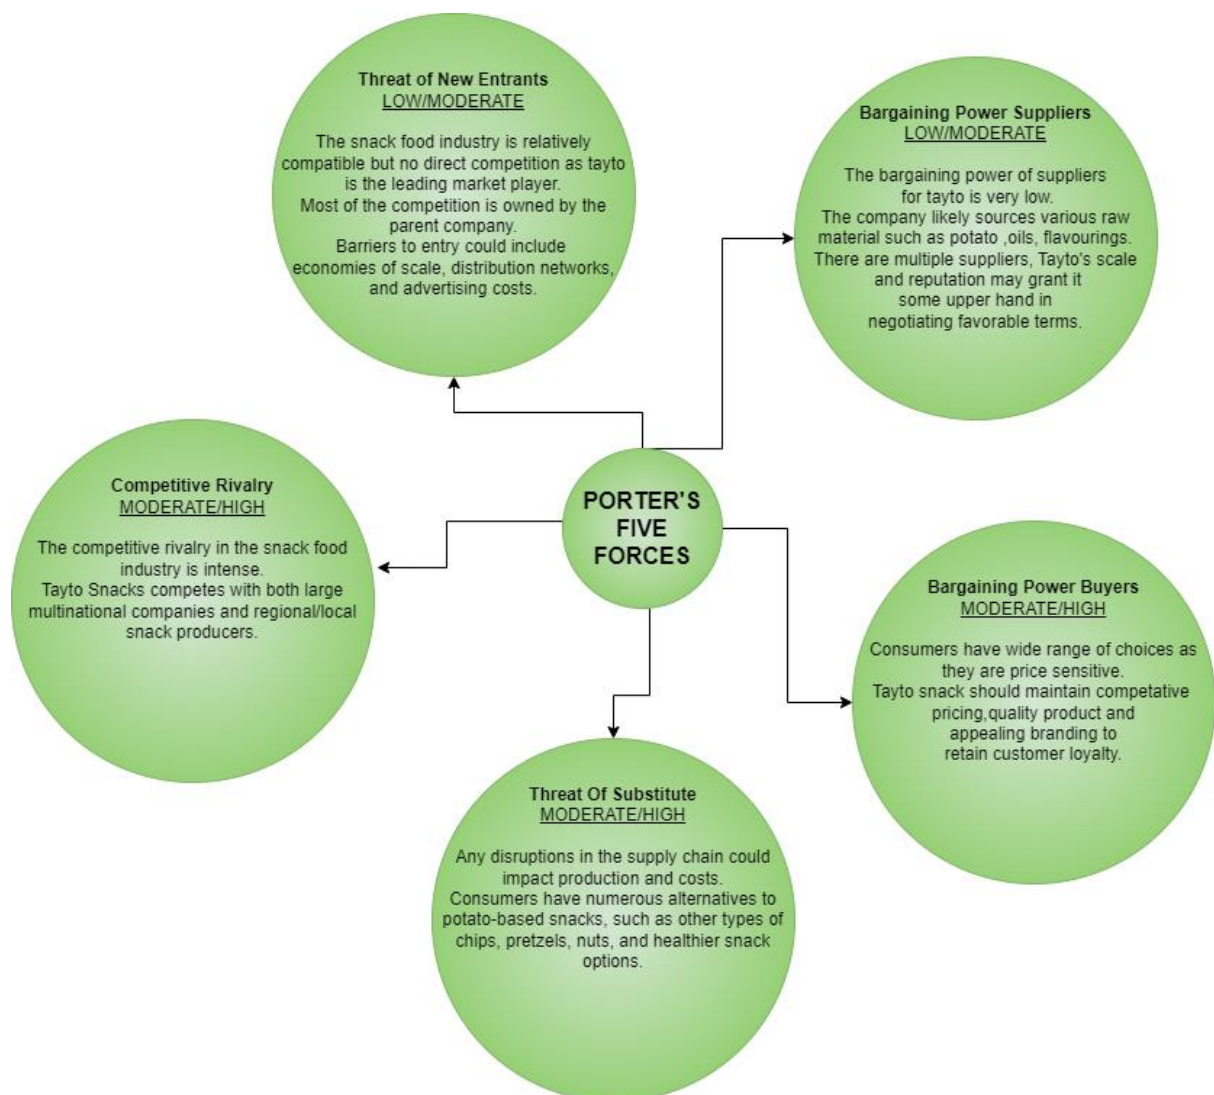 Threat of New Entrants
LOW/MODERATE
The snack food industry is relatively
compatible but no direct competition as tayto
is the leading market player.
Most of the competition is owned by the
parent company.
Barriers to entry could include
economies of scale, distribution networks,
and advertising costs.
Bargaining Power Suppliers
LOW/MODERATE
The bargaining power of suppliers
for tayto is very low.
The company likely sources various raw
material such as potato ,oils, flavourings.
There are multiple suppliers, Tayto's scale
and reputation may grant it
some upper hand in
negotiating favorable terms.
Competitive Rivalry
MODERATE/HIGH
The competitive rivalry in the snack food
industry is intense.
Tayto Snacks competes with both large
multinational companies and regional/local
snack producers.
PORTER'S
FIVE
FORCES
Bargaining Power Buyers
MODERATE/HIGH
Consumers have wide range of choices as
they are price sensitive.
Tayto snack should maintain competative
pricing,quality product and
appealing branding to
retain customer loyalty.
Threat Of Substitute
MODERATE/HIGH
Any disruptions in the supply chain could
impact production and costs.
Consumers have numerous alternatives to
potato-based snacks, such as other types of
chips, pretzels, nuts, and healthier snack
options.